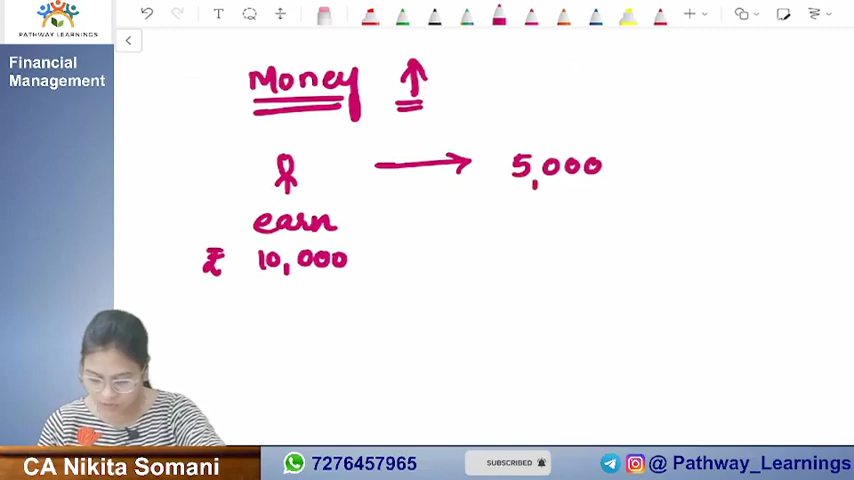 PATHWAY LEARNINGS
Financial
Management
T
Money ↑
→ 5,000
earn
₹ 10,000
CA Nikita Somani
7276457965
SUBSCRIBED
@ Pathway_Learnings